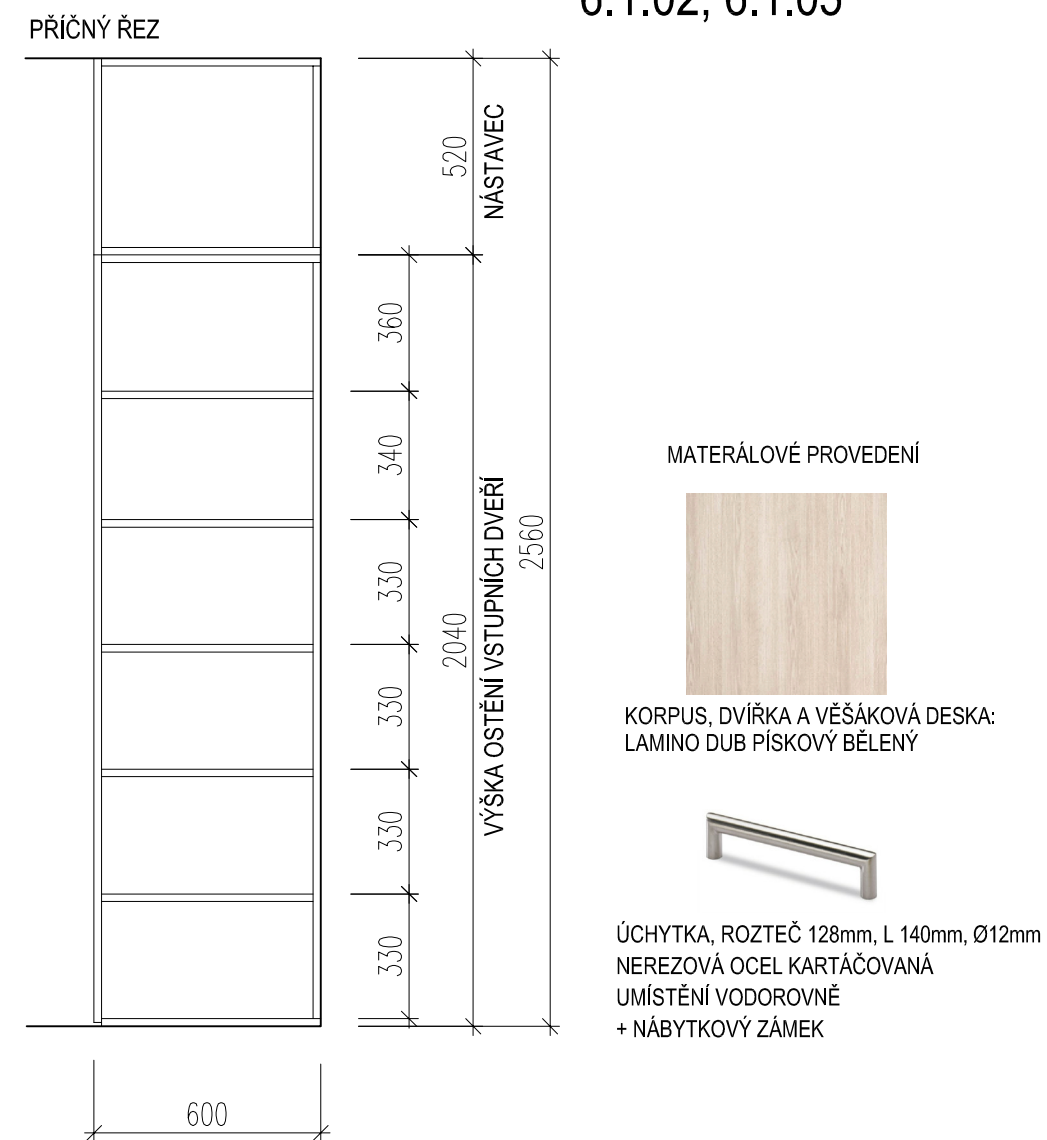 PŘÍČNÝ ŘEZ
520
NÁSTAVEC
360
340
330
330
330
330
2040
VÝŠKA OSTĚNÍ VSTUPNÍCH DVEŘÍ
2560
600
MATERÁLOVÉ PROVEDENÍ
KORPUS, DVÍŘKA A VĚŠÁKOVÁ DESKA:
LAMINO DUB PÍSKOVÝ BĚLENÝ
ÚCHYTKA, ROZTEČ 128mm, L 140mm, Ø12mm
NEREZOVÁ OCEL KARTÁČOVANÁ
UMÍSTĚNÍ VODOROVNĚ
+ NÁBYTKOVÝ ZÁMEK